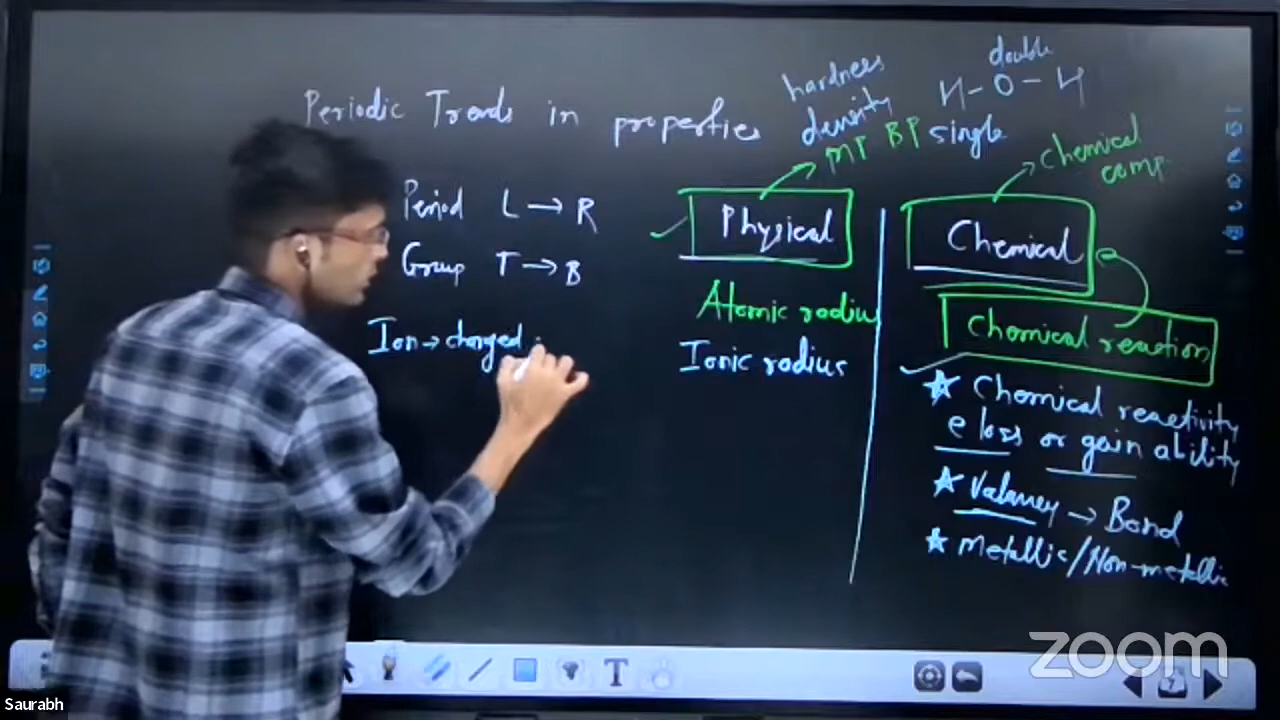 Periodic Trends in properties
hardness
density
MP BP
double
H-O-H
single
Chemical
comp
Period L → R
Group T → B
Ion → charged
Physical
Atomic radius
Ionic radius
Chemical
Chemical reaction
★ Chemical reactivity
e loss or gain ability
★ Valancy → Bond
★ Metallic/Non-metallic
T
zoom
Saurabh